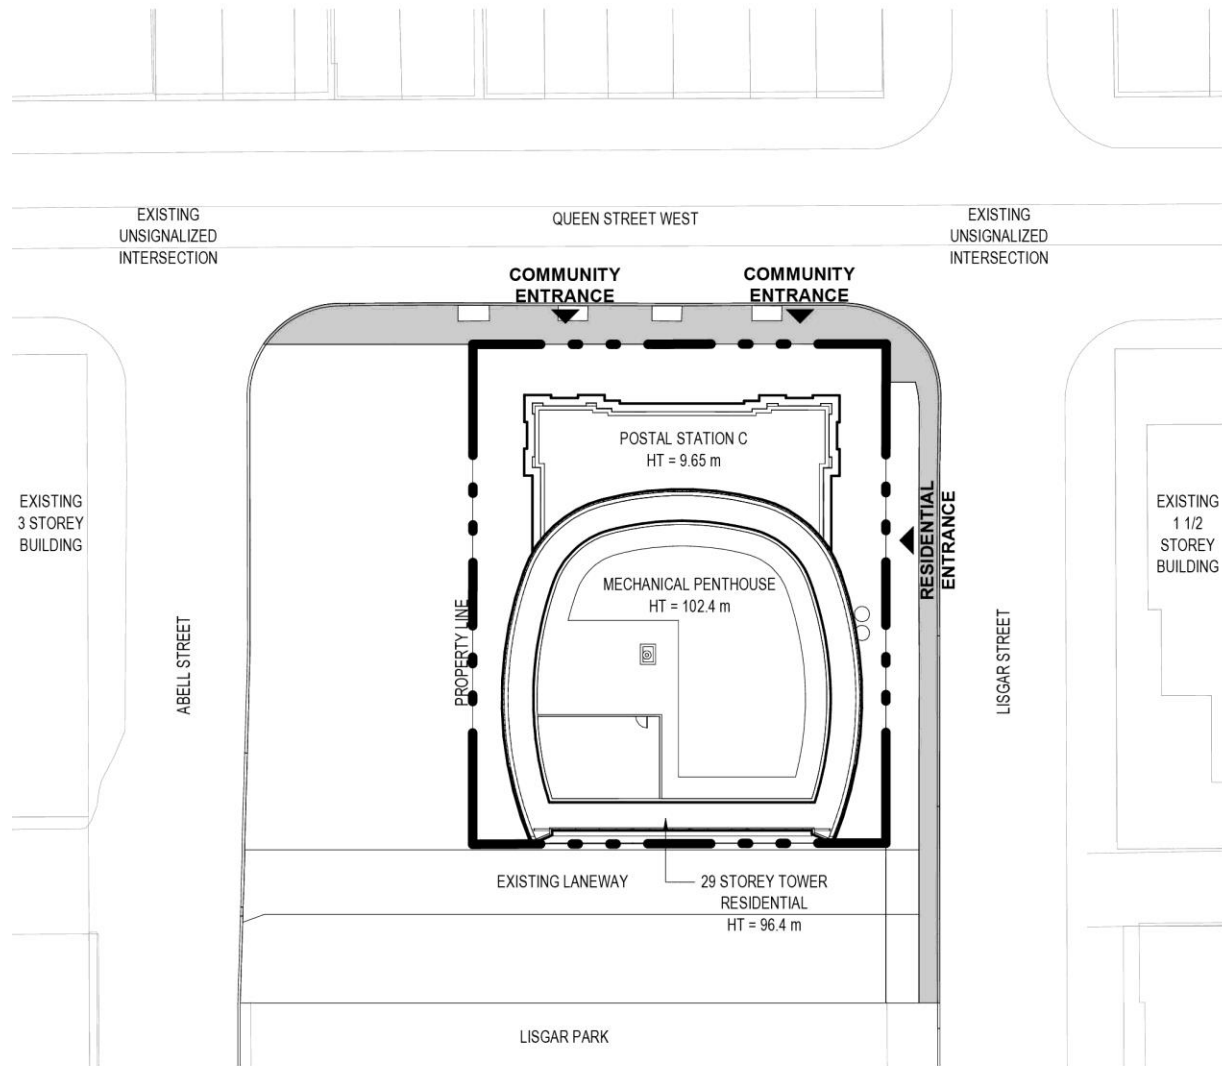 EXISTING
UNSIGNALIZED
INTERSECTION
QUEEN STREET WEST
EXISTING
UNSIGNALIZED
INTERSECTION
COMMUNITY
ENTRANCE
COMMUNITY
ENTRANCE
POSTAL STATION C
HT = 9.65 m
EXISTING
3 STOREY
BUILDING
RESIDENTIAL
ENTRANCE
EXISTING
1 1/2
STOREY
BUILDING
MECHANICAL PENTHOUSE
HT = 102.4 m
ABELL STREET
PROPERTY LINE
LISGAR STREET
EXISTING LANEWAY
29 STOREY TOWER
RESIDENTIAL
HT = 96.4 m
LISGAR PARK